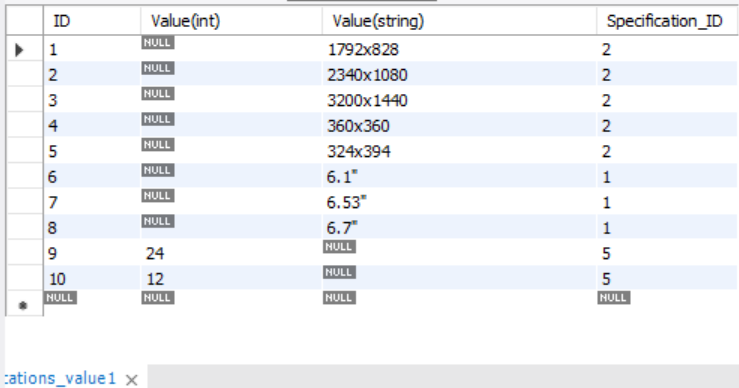 ID Value(int) Value(string) Specification_ID
1 NULL 1792x828 2
2 NULL 2340x1080 2
3 NULL 3200x1440 2
4 NULL 360x360 2
5 NULL 324x394 2
6 NULL 6.1" 1
7 NULL 6.53" 1
8 NULL 6.7" 1
9 24 NULL 5
10 12 NULL 5
NULL NULL NULL NULL
cations_value1